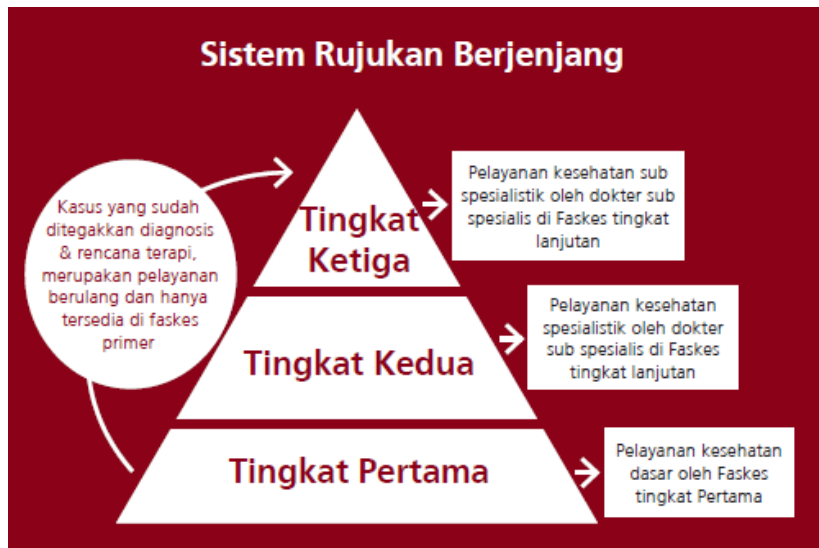 Sistem Rujukan Berjenjang
Kasus yang sudah
ditegakkan diagnosis
& rencana terapi,
merupakan pelayanan
berulang dan hanya
tersedia di faskes
primer
Tingkat
Ketiga
Pelayanan kesehatan sub
spesialistik oleh dokter sub
spesialis di Faskes tingkat
lanjutan
Tingkat Kedua
Pelayanan kesehatan
spesialistik oleh dokter
sub spesialis di Faskes
tingkat lanjutan
Tingkat Pertama
Pelayanan kesehatan
dasar oleh Faskes
tingkat Pertama